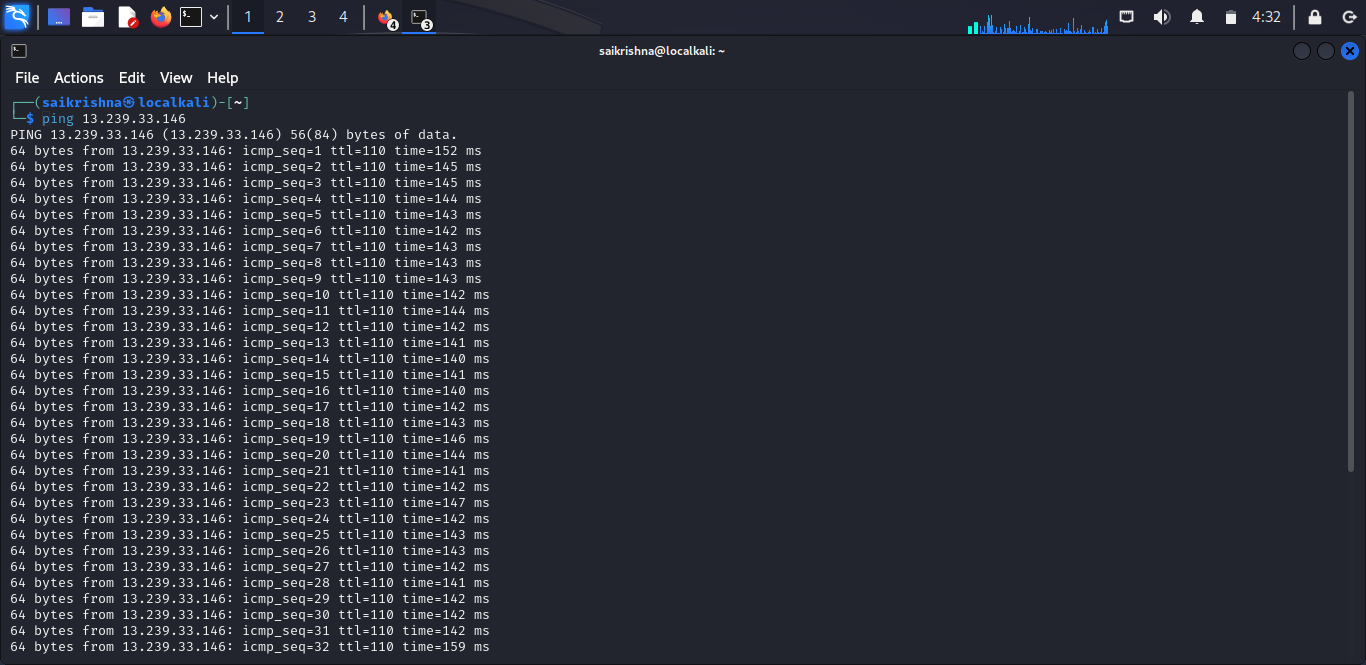 1 2 3 4 4 3 4:32
saikrishna@localkali: ~
File Actions Edit View Help
┌──(saikrishna㉿localkali)-[~]
└─$ ping 13.239.33.146
PING 13.239.33.146 (13.239.33.146) 56(84) bytes of data.
64 bytes from 13.239.33.146: icmp_seq=1 ttl=110 time=152 ms
64 bytes from 13.239.33.146: icmp_seq=2 ttl=110 time=145 ms
64 bytes from 13.239.33.146: icmp_seq=3 ttl=110 time=145 ms
64 bytes from 13.239.33.146: icmp_seq=4 ttl=110 time=144 ms
64 bytes from 13.239.33.146: icmp_seq=5 ttl=110 time=143 ms
64 bytes from 13.239.33.146: icmp_seq=6 ttl=110 time=142 ms
64 bytes from 13.239.33.146: icmp_seq=7 ttl=110 time=143 ms
64 bytes from 13.239.33.146: icmp_seq=8 ttl=110 time=143 ms
64 bytes from 13.239.33.146: icmp_seq=9 ttl=110 time=143 ms
64 bytes from 13.239.33.146: icmp_seq=10 ttl=110 time=142 ms
64 bytes from 13.239.33.146: icmp_seq=11 ttl=110 time=144 ms
64 bytes from 13.239.33.146: icmp_seq=12 ttl=110 time=142 ms
64 bytes from 13.239.33.146: icmp_seq=13 ttl=110 time=141 ms
64 bytes from 13.239.33.146: icmp_seq=14 ttl=110 time=140 ms
64 bytes from 13.239.33.146: icmp_seq=15 ttl=110 time=141 ms
64 bytes from 13.239.33.146: icmp_seq=16 ttl=110 time=140 ms
64 bytes from 13.239.33.146: icmp_seq=17 ttl=110 time=142 ms
64 bytes from 13.239.33.146: icmp_seq=18 ttl=110 time=143 ms
64 bytes from 13.239.33.146: icmp_seq=19 ttl=110 time=146 ms
64 bytes from 13.239.33.146: icmp_seq=20 ttl=110 time=144 ms
64 bytes from 13.239.33.146: icmp_seq=21 ttl=110 time=141 ms
64 bytes from 13.239.33.146: icmp_seq=22 ttl=110 time=142 ms
64 bytes from 13.239.33.146: icmp_seq=23 ttl=110 time=147 ms
64 bytes from 13.239.33.146: icmp_seq=24 ttl=110 time=142 ms
64 bytes from 13.239.33.146: icmp_seq=25 ttl=110 time=143 ms
64 bytes from 13.239.33.146: icmp_seq=26 ttl=110 time=143 ms
64 bytes from 13.239.33.146: icmp_seq=27 ttl=110 time=142 ms
64 bytes from 13.239.33.146: icmp_seq=28 ttl=110 time=141 ms
64 bytes from 13.239.33.146: icmp_seq=29 ttl=110 time=142 ms
64 bytes from 13.239.33.146: icmp_seq=30 ttl=110 time=142 ms
64 bytes from 13.239.33.146: icmp_seq=31 ttl=110 time=142 ms
64 bytes from 13.239.33.146: icmp_seq=32 ttl=110 time=159 ms